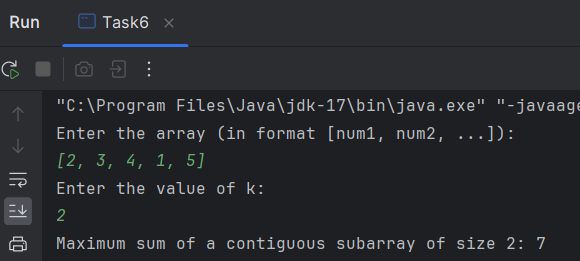 Run Task6
"C:\Program Files\Java\jdk-17\bin\java.exe" "-javaage
Enter the array (in format [num1, num2, ...]):
[2, 3, 4, 1, 5]
Enter the value of k:
2
Maximum sum of a contiguous subarray of size 2: 7